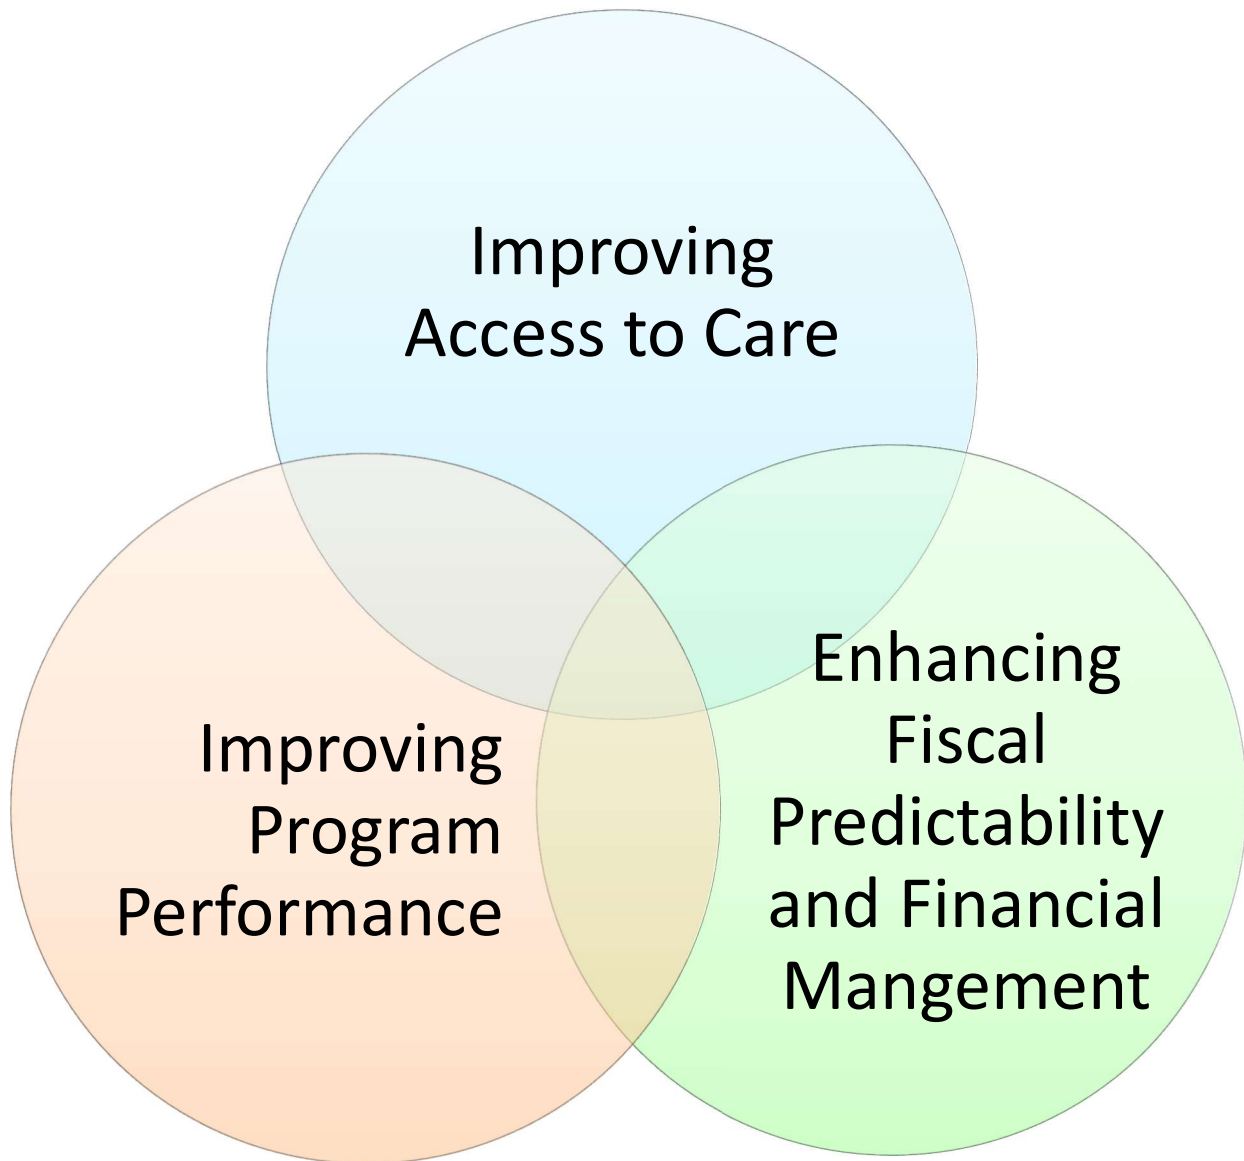 Improving
Access to Care
Improving
Program
Performance
Enhancing
Fiscal
Predictability
and Financial
Mangement